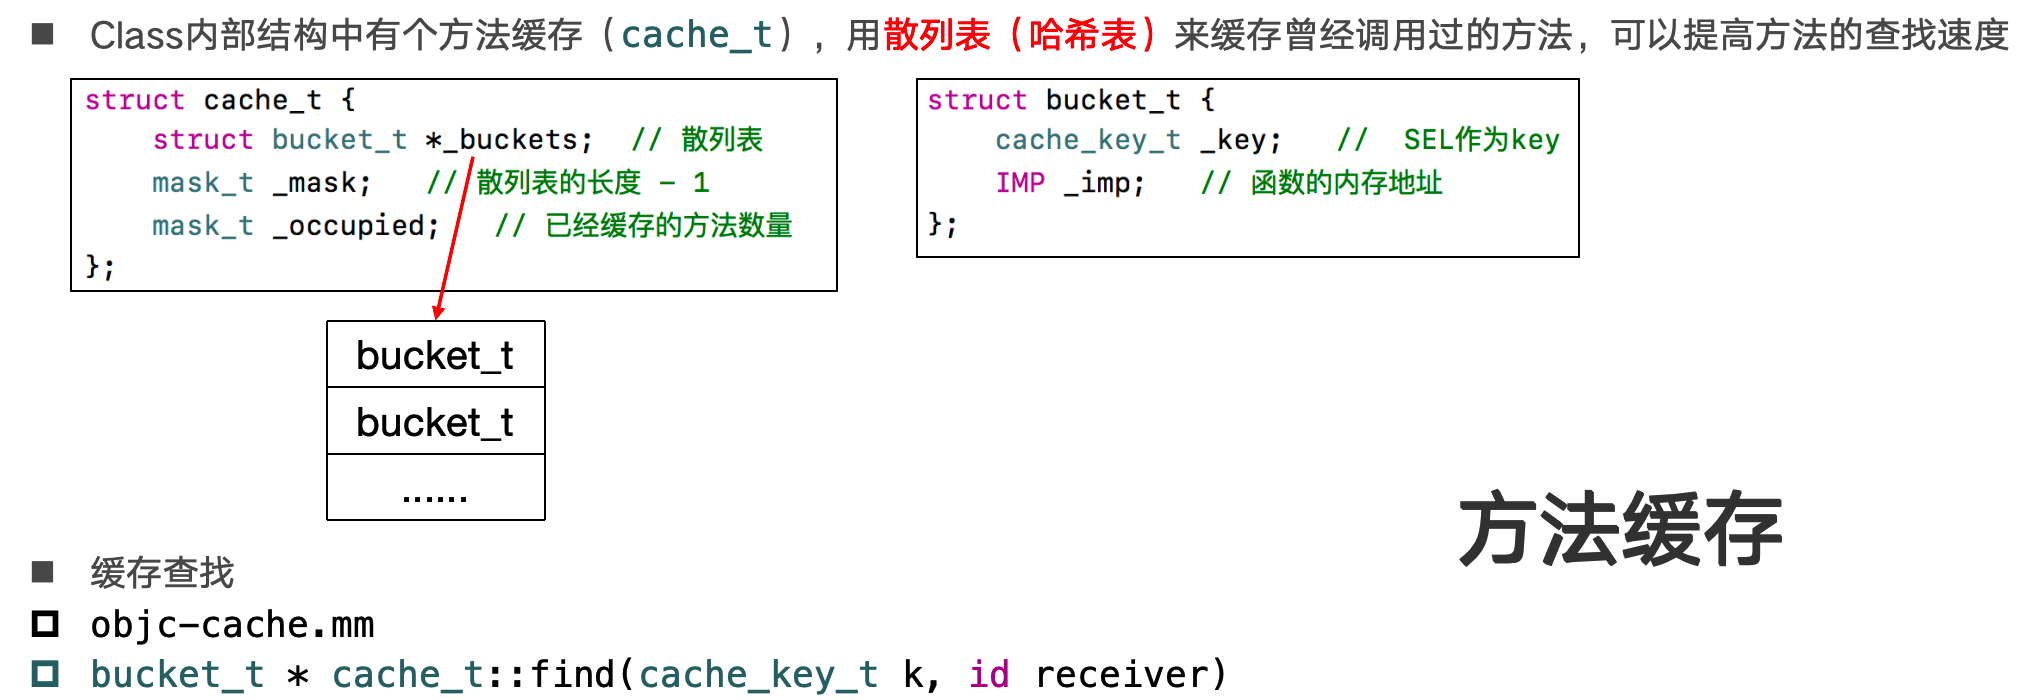 ■ Class内部结构中有个方法缓存（cache_t），用散列表（哈希表）来缓存曾经调用过的方法，可以提高方法的查找速度
struct cache_t {
struct bucket_t *_buckets; // 散列表
mask_t _mask; // 散列表的长度 - 1
mask_t _occupied; // 已经缓存的方法数量
};
struct bucket_t {
cache_key_t _key; // SEL作为key
IMP _imp; // 函数的内存地址
};
bucket_t
bucket_t
......
方法缓存
■ 缓存查找
objc-cache.mm
bucket_t * cache_t::find(cache_key_t k, id receiver)